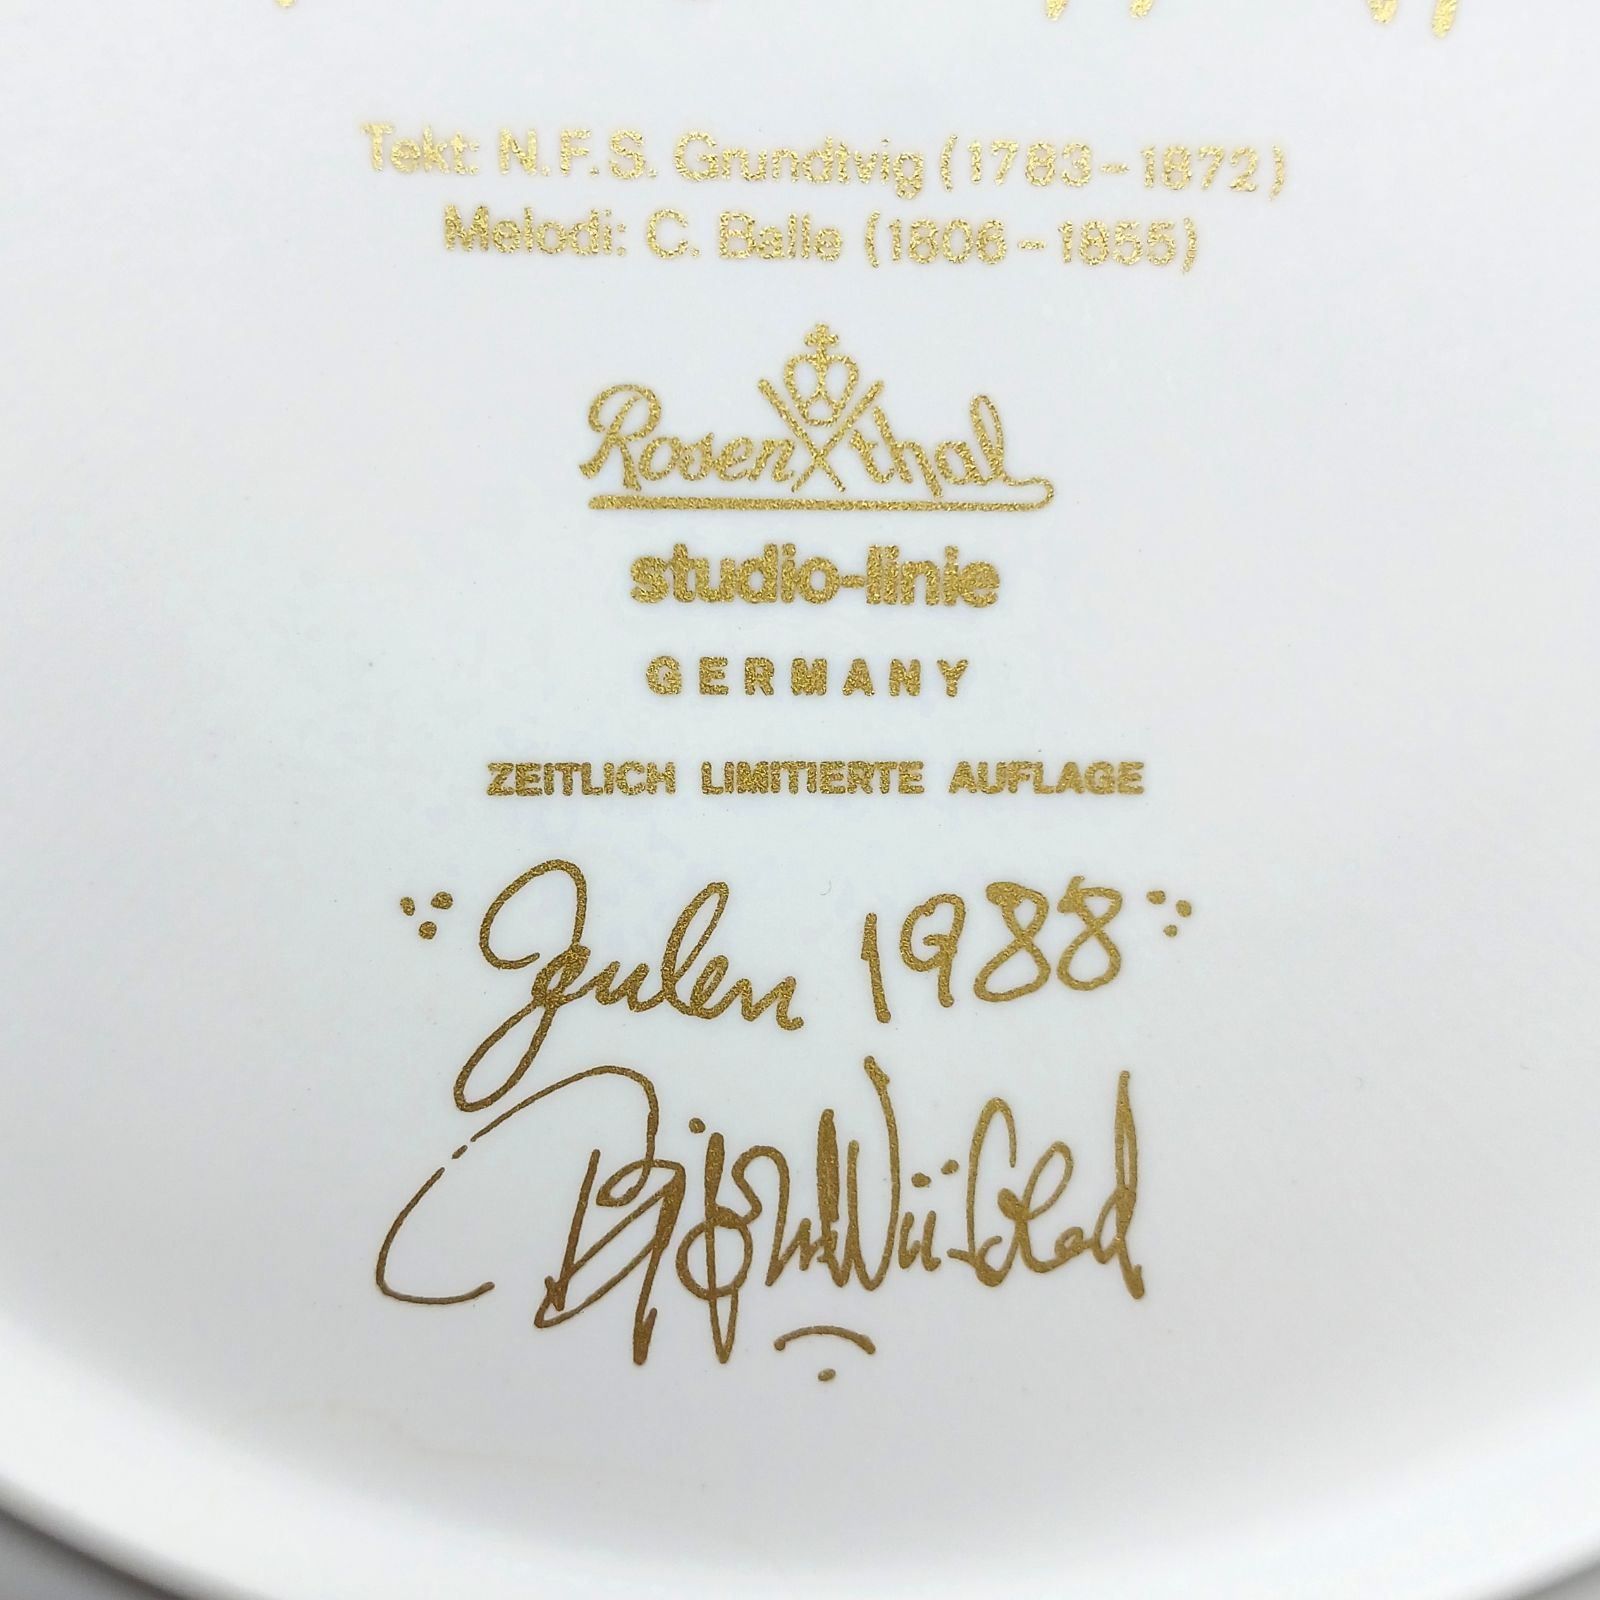 Tekt: N.F.S. Grundtvig (1783-1872)
Melodi: C. Balle (1806-1855)
Rosenthal
studio-linie
GERMANY
ZEITLICH LIMITIERTE AUFLAGE
Julen 1988
Bjørn Wiinblad